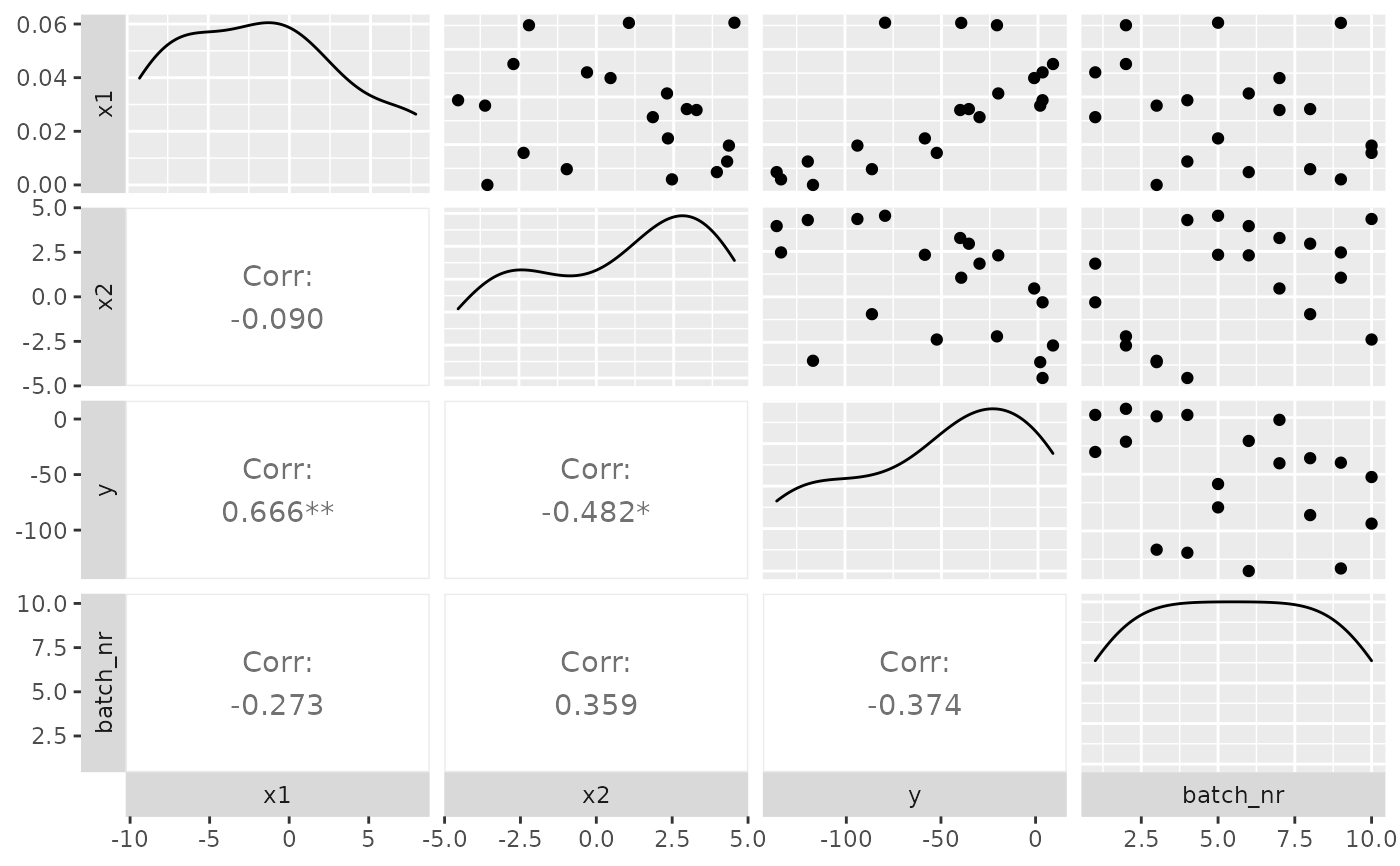 0.06
0.04
0.02
0.00
x1
5.0
2.5
0.0
-2.5
-5.0
x2
Corr:
-0.090
0
-50
-100
y
Corr:
0.666**
Corr:
-0.482*
10.0
7.5
5.0
2.5
batch_nr
Corr:
-0.273
Corr:
0.359
Corr:
-0.374
x1
x2
y
batch_nr
-10 -5 0 5
-5.0 -2.5 0.0 2.5 5.0
-100 -50 0
2.5 5.0 7.5 10.0